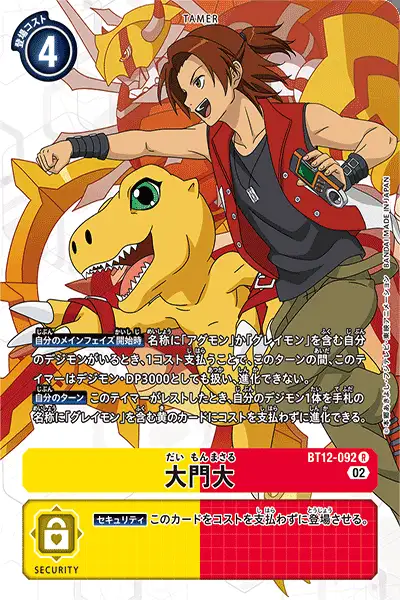 TAMER
登場コスト
4
自分のメインフェイズ開始時 名称に「アグモン」か「グレイモン」を含む自分
のデジモンがいるとき、1コスト支払うことで、このターンの間、このテ
イマーはデジモン・DP3000としても扱い、進化できない。
自分のターン このテイマーがレストしたとき、自分のデジモン1体を手札の
名称に「グレイモン」を含む黄のカードにコストを支払わずに進化できる。
BANDAI MADE IN JAPAN
BT12-092 R
だい もん まさる
大門大
02
セキュリティ このカードをコストを支払わずに登場させる。
SECURITY